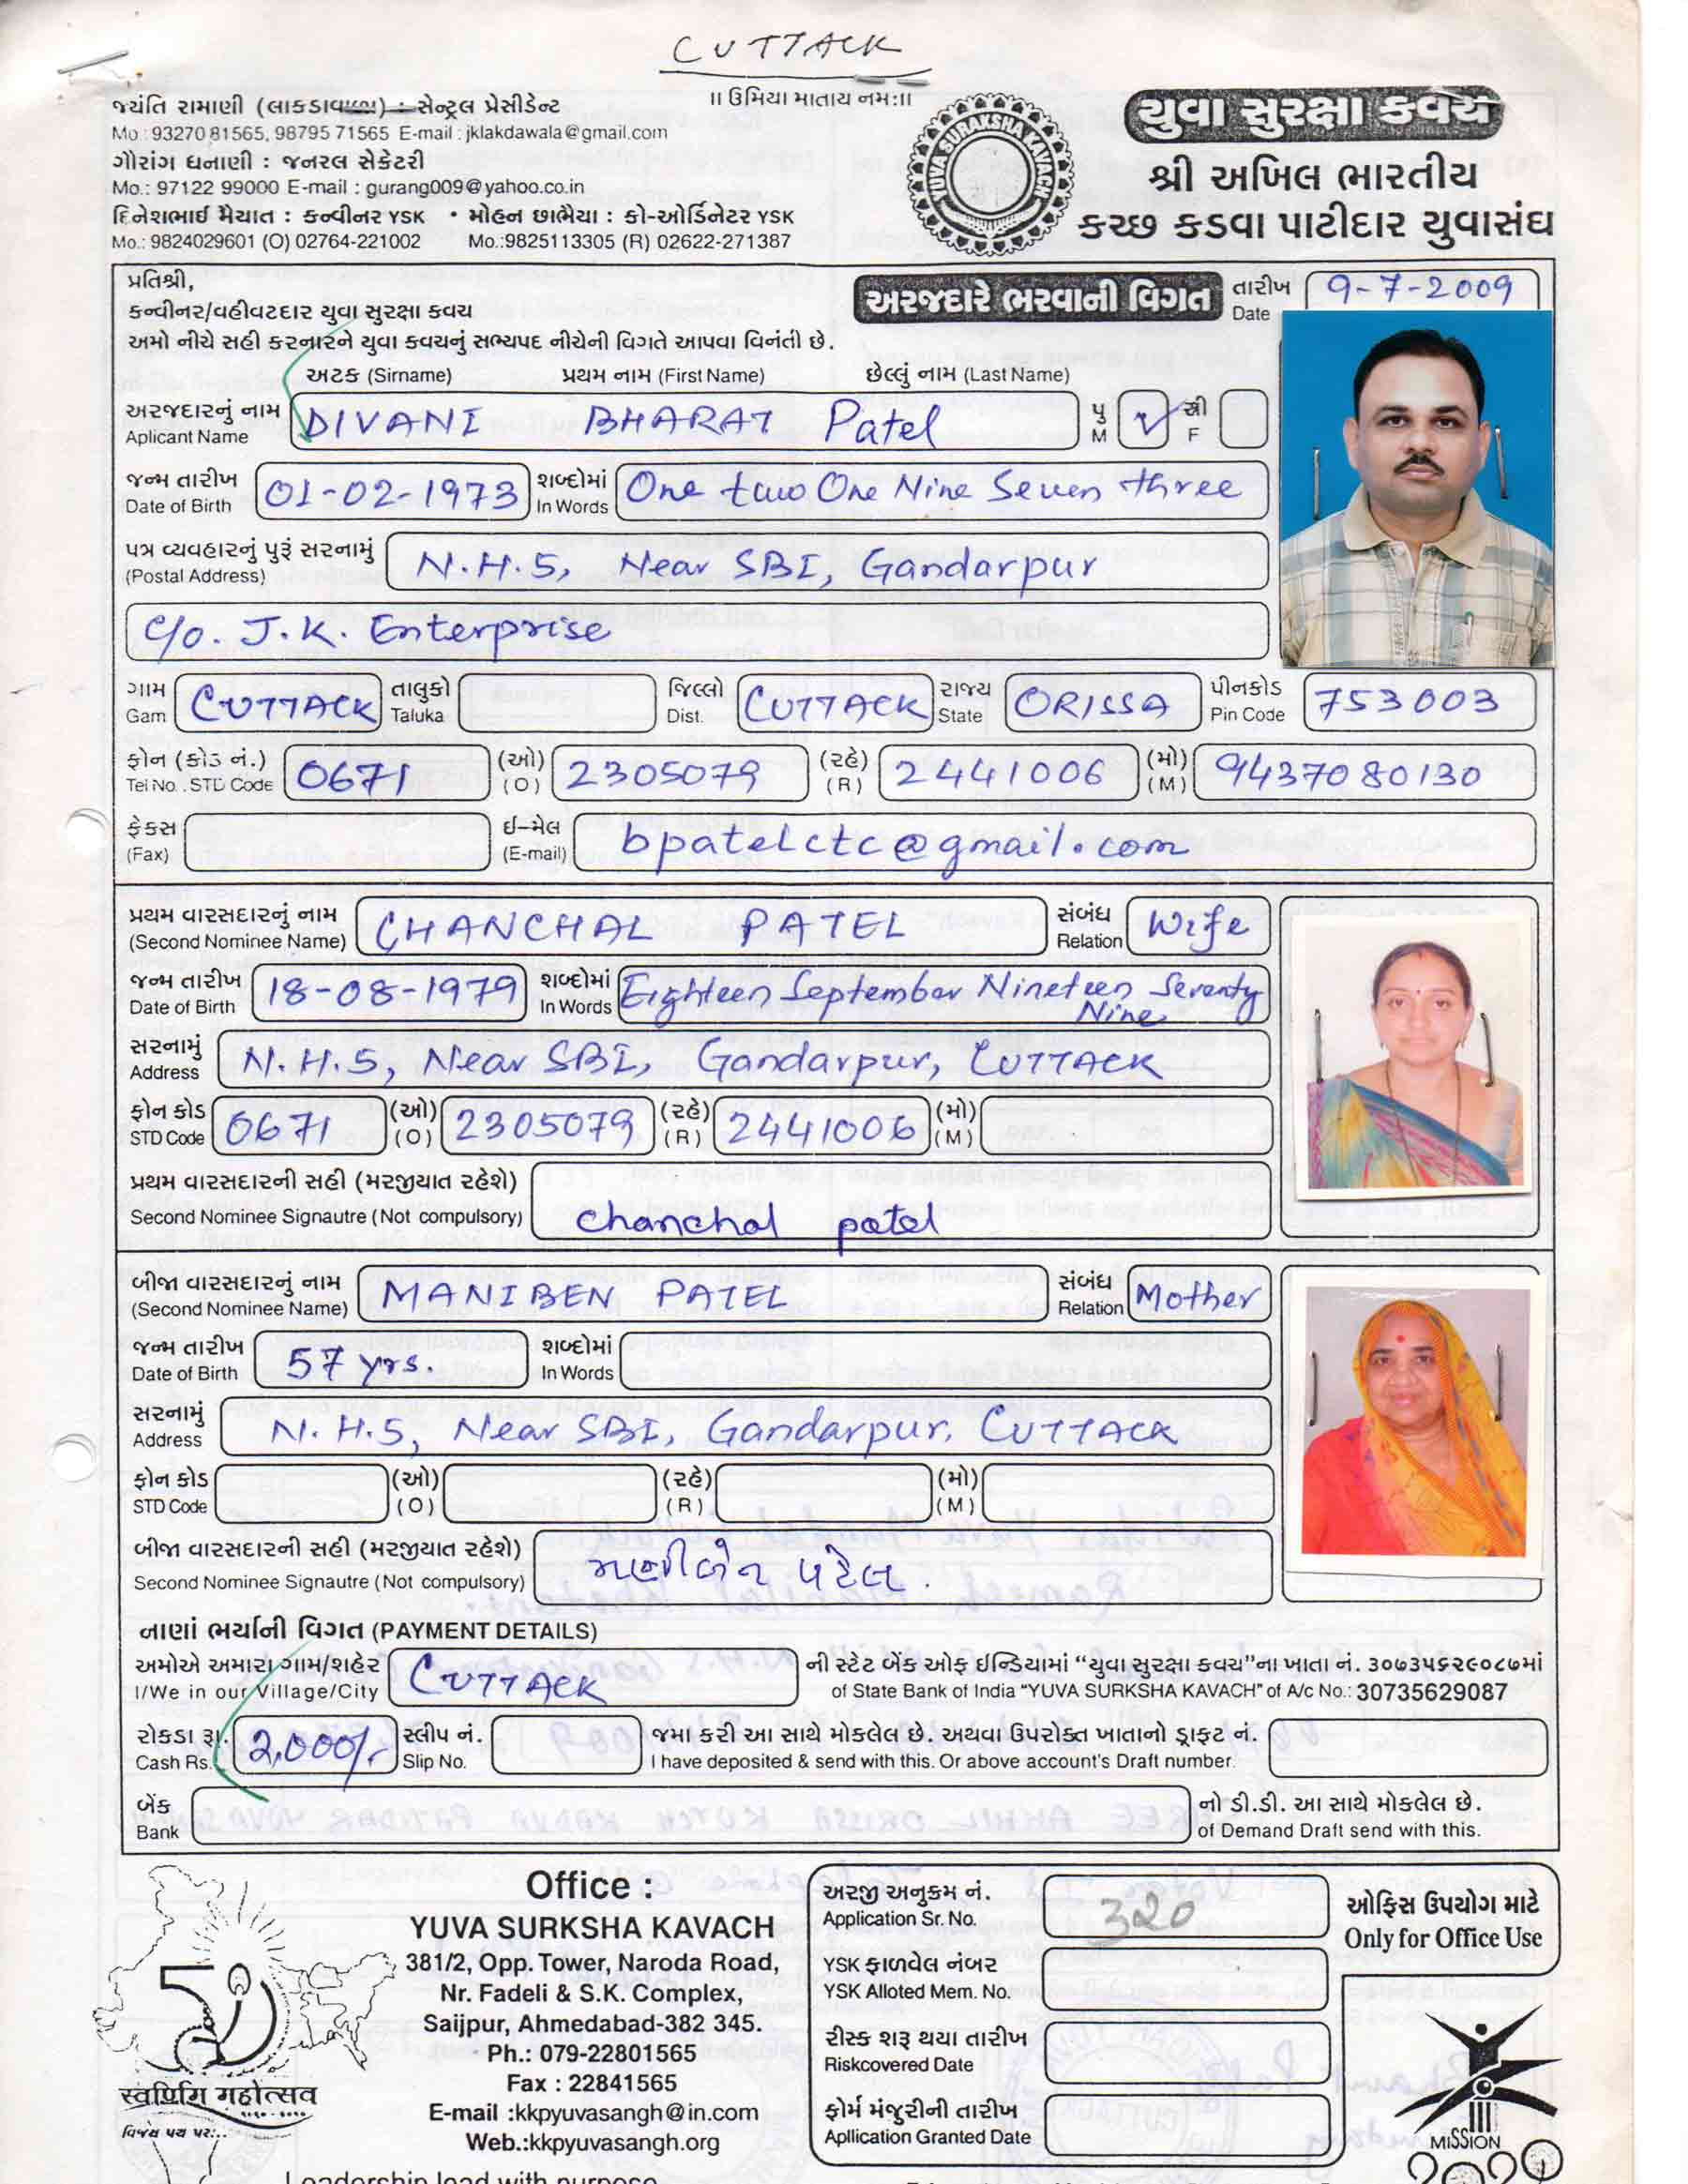 CUTTACK
॥ ઉમિયા માતાય નમઃ॥
જયંતિ રામાણી (લાકડાવાલા) : સેન્ટ્રલ પ્રેસીડેન્ટ
Mo : 93270 81565, 98795 71565 E-mail : jklakdawala@gmail.com
ગૌરાંગ ધનાણી : જનરલ સેક્રેટરી
Mo.: 97122 99000 E-mail : gurang009@yahoo.co.in
દિનેશભાઈ મૈયાત : કન્વીનર YSK • મોહન છાભૈયા : કો-ઓર્ડિનેટર YSK
Mo.: 9824029601 (O) 02764-221002 Mo.:9825113305 (R) 02622-271387
YUVA SURAKSHA KAVACH
યુવા સુરક્ષા કવચ
શ્રી અખિલ ભારતીય
કચ્છ કડવા પાટીદાર યુવાસંઘ
પ્રતિશ્રી,
કન્વીનર/વહીવટદાર યુવા સુરક્ષા કવચ
અરજદારે ભરવાની વિગત
તારીખ Date 9-7-2009
અમો નીચે સહી કરનારને યુવા કવચનું સભ્યપદ નીચેની વિગતે આપવા વિનંતી છે.
અટક (Sirname) પ્રથમ નામ (First Name) છેલ્લું નામ (Last Name)
અરજદારનું નામ Aplicant Name DIVANI BHARAT Patel પુ M ✓ સ્ત્રી F
જન્મ તારીખ Date of Birth 01-02-1973 શબ્દોમાં In Words One two One Nine Seven three
પત્ર વ્યવહારનું પુરૂં સરનામું (Postal Address) N.H.5, Near SBI, Gandarpur
C/o. J.K. Enterprise
ગામ Gam CUTTACK તાલુકો Taluka જિલ્લો Dist. CUTTACK રાજ્ય State ORISSA પીનકોડ Pin Code 753003
ફોન (કોડ નં.) Tel No. STD Code 0671 (ઓ) (O) 2305079 (રહે) (R) 2441006 (મો) (M) 9437080130
ફેકસ (Fax) ઈ-મેલ (E-mail) bpatelctc@gmail.com
પ્રથમ વારસદારનું નામ (Second Nominee Name) CHANCHAL PATEL સંબંધ Relation Wife
જન્મ તારીખ Date of Birth 18-08-1979 શબ્દોમાં In Words Eighteen September Nineteen Seventy Nine
સરનામું Address N.H.5, Near SBI, Gandarpur, CUTTACK
ફોન કોડ STD Code 0671 (ઓ) (O) 2305079 (રહે) (R) 2441006 (મો) (M)
પ્રથમ વારસદારની સહી (મરજીયાત રહેશે)
Second Nominee Signautre (Not compulsory) chanchal patel
બીજા વારસદારનું નામ (Second Nominee Name) MANIBEN PATEL સંબંધ Relation Mother
જન્મ તારીખ Date of Birth 57 yrs. શબ્દોમાં In Words
સરનામું Address N.H.5, Near SBI, Gandarpur, CUTTACK
ફોન કોડ STD Code (ઓ) (O) (રહે) (R) (મો) (M)
બીજા વારસદારની સહી (મરજીયાત રહેશે)
Second Nominee Signautre (Not compulsory) મણીબેન પટેલ.
નાણાં ભર્યાની વિગત (PAYMENT DETAILS)
અમોએ અમારા ગામ/શહેર I/We in our Village/City CUTTACK ની સ્ટેટ બેંક ઓફ ઇન્ડિયામાં "યુવા સુરક્ષા કવચ"ના ખાતા નં. ૩૦૭૩૫૬૨૯૦૮૭માં
of State Bank of India "YUVA SURKSHA KAVACH" of A/c No.: 30735629087
રોકડા રૂા. Cash Rs. 2,000/- સ્લીપ નં. Slip No. જમા કરી આ સાથે મોકલેલ છે. અથવા ઉપરોક્ત ખાતાનો ડ્રાફટ નં.
I have deposited & send with this. Or above account's Draft number.
બેંક Bank નો ડી.ડી. આ સાથે મોકલેલ છે.
of Demand Draft send with this.
50
સ્વર્ણિમ મહોત્સવ
Office :
YUVA SURKSHA KAVACH
381/2, Opp. Tower, Naroda Road,
Nr. Fadeli & S.K. Complex,
Saijpur, Ahmedabad-382 345.
Ph.: 079-22801565
Fax : 22841565
E-mail :kkpyuvasangh@in.com
Web.:kkpyuvasangh.org
અરજી અનુક્રમ નં. Application Sr. No. 320
YSK ફાળવેલ નંબર YSK Alloted Mem. No.
રીસ્ક શરૂ થયા તારીખ Riskcovered Date
ફોર્મ મંજુરીની તારીખ Apllication Granted Date
ઓફિસ ઉપયોગ માટે
Only for Office Use
MISSION
2020
Leadership lead with purpose